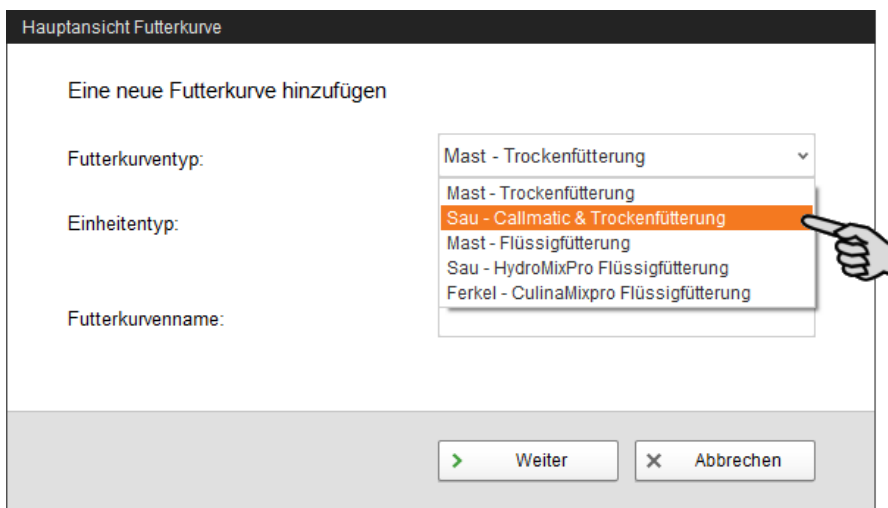 Hauptansicht Futterkurve
Eine neue Futterkurve hinzufügen
Futterkurventyp:
Mast - Trockenfütterung
Mast - Trockenfütterung
Sau - Callmatic & Trockenfütterung
Einheitentyp:
Mast - Flüssigfütterung
Sau - HydroMixPro Flüssigfütterung
Ferkel - CulinaMixpro Flüssigfütterung
Futterkurvenname:
Weiter
Abbrechen